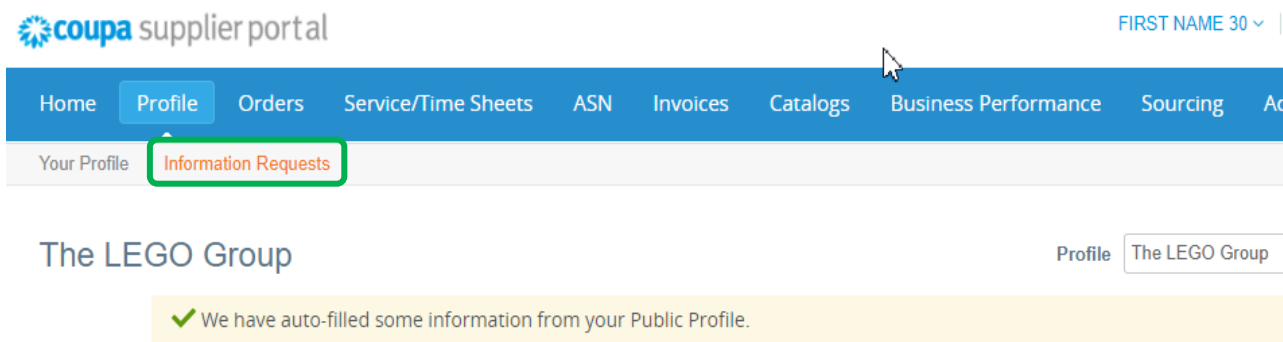 coupa supplier portal
FIRST NAME 30
Home Profile Orders Service/Time Sheets ASN Invoices Catalogs Business Performance Sourcing
Your Profile Information Requests
The LEGO Group Profile The LEGO Group
We have auto-filled some information from your Public Profile.